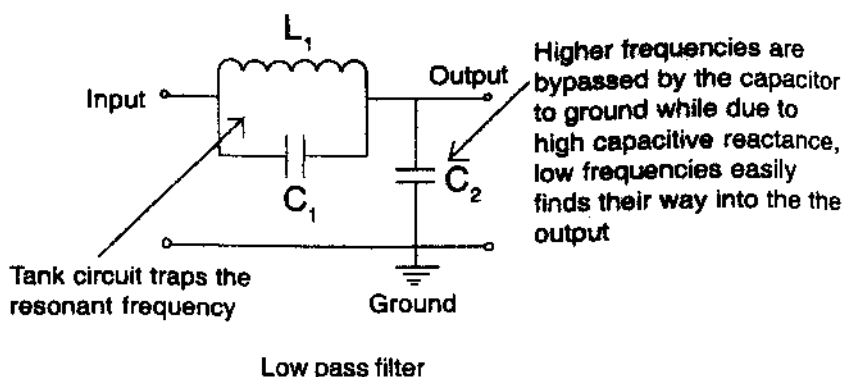 L₁
Input
Output
C₁
C₂
Higher frequencies are
bypassed by the capacitor
to ground while due to
high capacitive reactance,
low frequencies easily
finds their way into the the
output
Tank circuit traps the
resonant frequency
Ground
Low pass filter